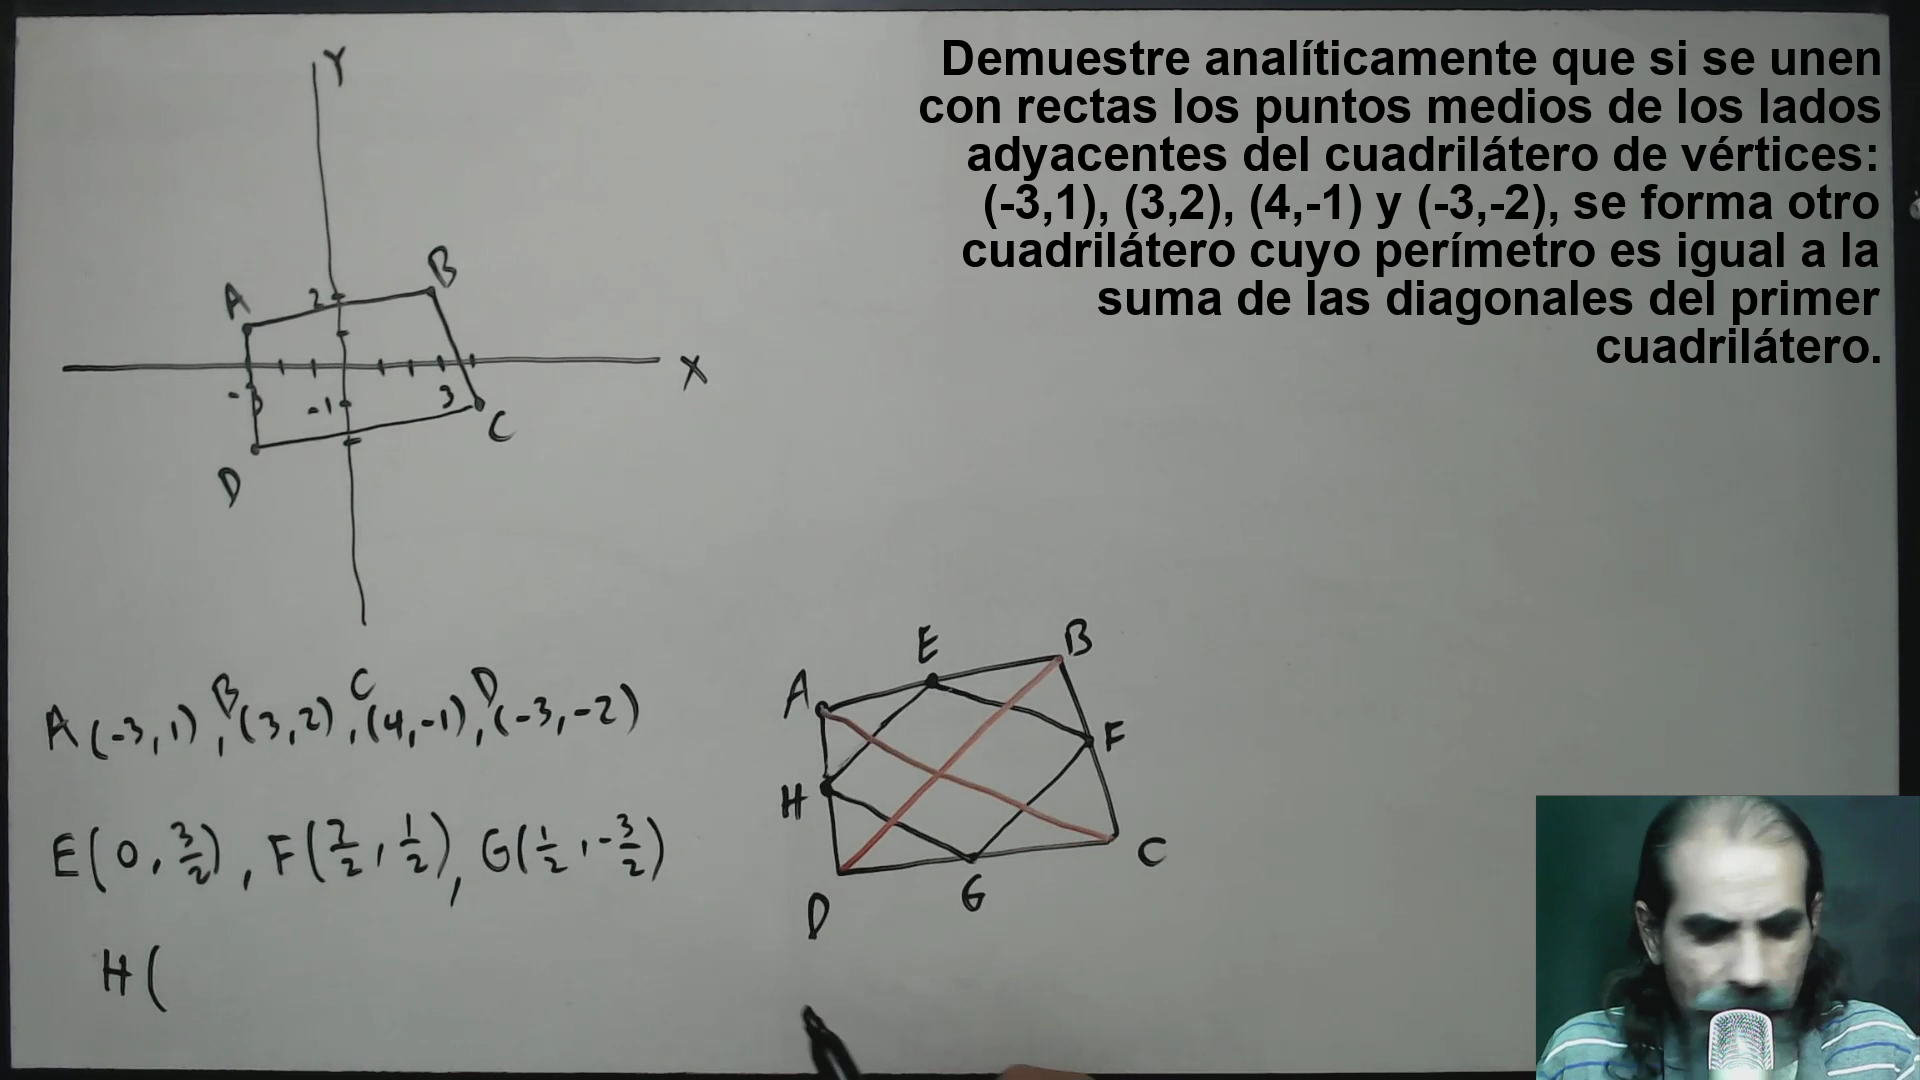 Demuestre analíticamente que si se unen
con rectas los puntos medios de los lados
adyacentes del cuadrilátero de vértices:
(-3,1), (3,2), (4,-1) y (-3,-2), se forma otro
cuadrilátero cuyo perímetro es igual a la
suma de las diagonales del primer
cuadrilátero.
Y
B
A
2
X
-3
-1
3
C
D
A(-3,1), B(3,2), C(4,-1), D(-3,-2)
E(0, 3/2), F(7/2, 1/2), G(1/2, -3/2)
H(
E
B
A
F
H
C
G
D